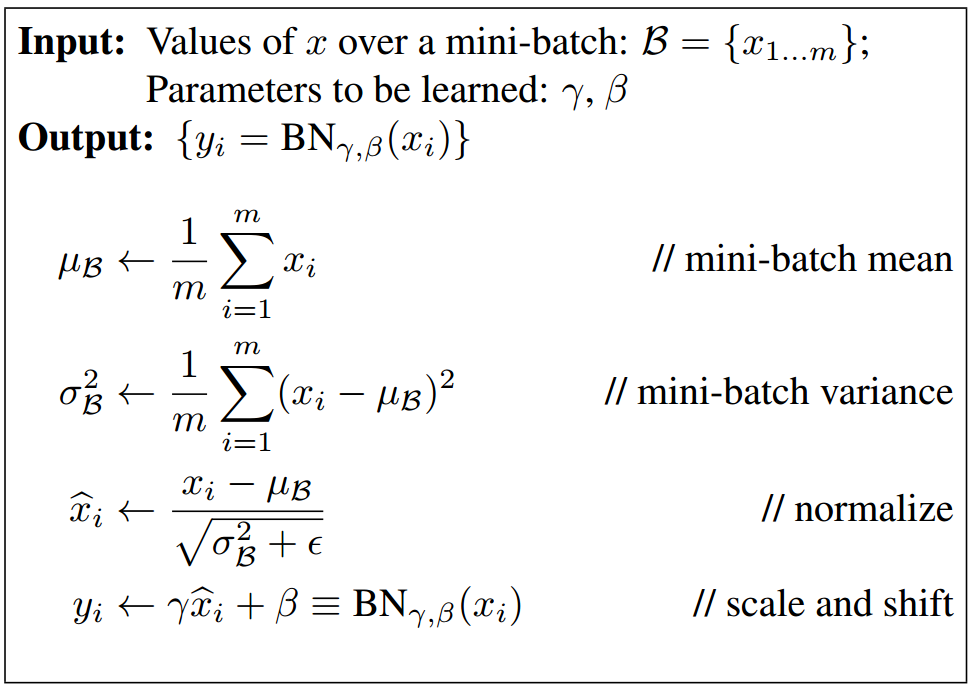 Input: Values of $x$ over a mini-batch: $\mathcal{B} = \{x_{1 \ldots m}\}$;
Parameters to be learned: $\gamma$, $\beta$
Output: $\{y_i = \mathrm{BN}_{\gamma,\beta}(x_i)\}$
$\mu_{\mathcal{B}} \leftarrow \frac{1}{m} \sum_{i=1}^{m} x_i$ // mini-batch mean
$\sigma_{\mathcal{B}}^2 \leftarrow \frac{1}{m} \sum_{i=1}^{m} (x_i - \mu_{\mathcal{B}})^2$ // mini-batch variance
$\widehat{x}_i \leftarrow \frac{x_i - \mu_{\mathcal{B}}}{\sqrt{\sigma_{\mathcal{B}}^2 + \epsilon}}$ // normalize
$y_i \leftarrow \gamma \widehat{x}_i + \beta \equiv \mathrm{BN}_{\gamma,\beta}(x_i)$ // scale and shift